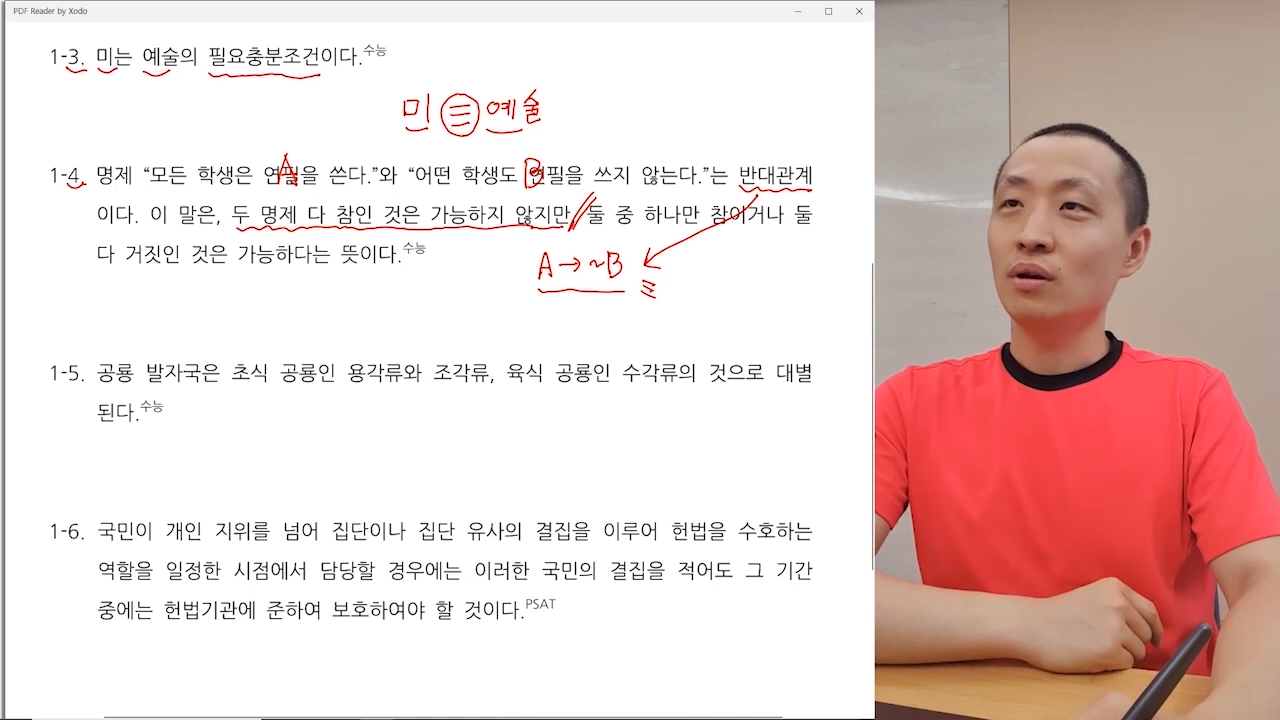 PDF Reader by Xodo
1-3. 미는 예술의 필요충분조건이다.수능
미 ≡ 예술
A B
1-4. 명제 “모든 학생은 연필을 쓴다.”와 “어떤 학생도 연필을 쓰지 않는다.”는 반대관계
이다. 이 말은, 두 명제 다 참인 것은 가능하지 않지만, 둘 중 하나만 참이거나 둘
다 거짓인 것은 가능하다는 뜻이다.수능
A→~B
≡
1-5. 공룡 발자국은 초식 공룡인 용각류와 조각류, 육식 공룡인 수각류의 것으로 대별
된다.수능
1-6. 국민이 개인 지위를 넘어 집단이나 집단 유사의 결집을 이루어 헌법을 수호하는
역할을 일정한 시점에서 담당할 경우에는 이러한 국민의 결집을 적어도 그 기간
중에는 헌법기관에 준하여 보호하여야 할 것이다.PSAT